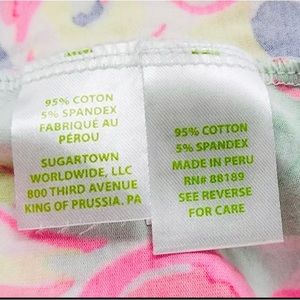 95% COTON
5% SPANDEX
FABRIQUÉ AU
PÉROU
SUGARTOWN
WORLDWIDE, LLC
800 THIRD AVENUE
KING OF PRUSSIA. PA
95% COTTON
5% SPANDEX
MADE IN PERU
RN# 88189
SEE REVERSE
FOR CARE